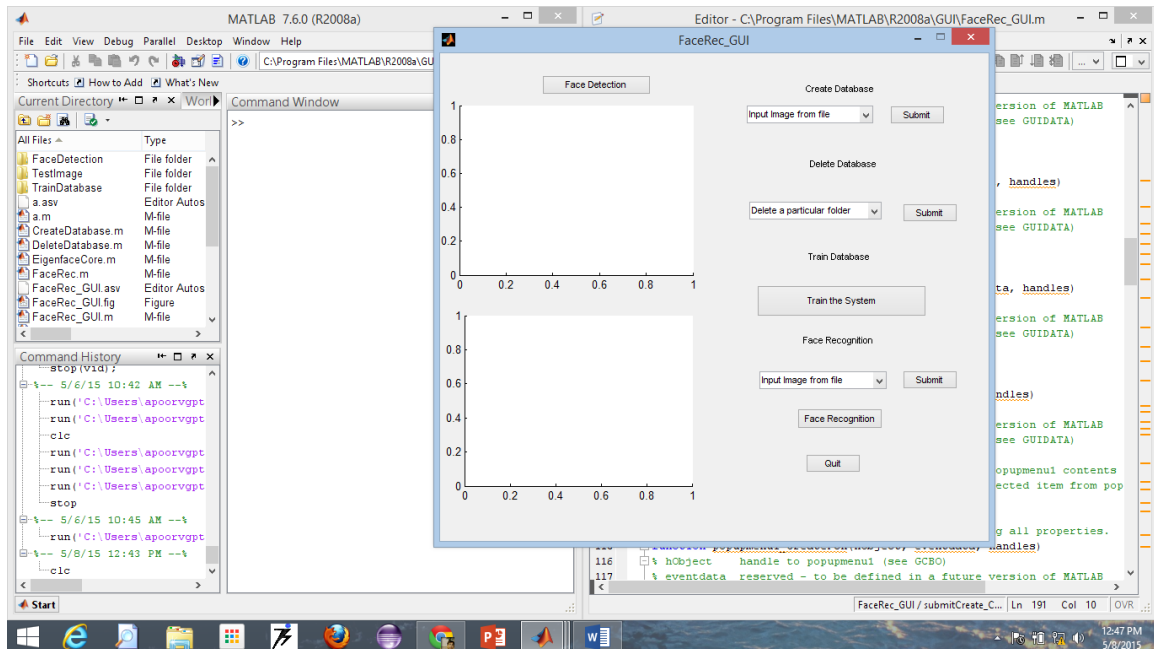 MATLAB 7.6.0 (R2008a)
File Edit View Debug Parallel Desktop Window Help
C:\Program Files\MATLAB\R2008a\GU
Shortcuts How to Add What's New
Current Directory
Worl
All Files Type
FaceDetection File folder
TestImage File folder
TrainDatabase File folder
a.asv Editor Autos
a.m M-file
CreateDatabase.m M-file
DeleteDatabase.m M-file
EigenfaceCore.m M-file
FaceRec.m M-file
FaceRec_GUI.asv Editor Autos
FaceRec_GUI.fig Figure
FaceRec_GUI.m M-file
Command History
stop(vid);
%-- 5/6/15 10:42 AM --%
run('C:\Users\apoorvgpt
run('C:\Users\apoorvgpt
clc
run('C:\Users\apoorvgpt
run('C:\Users\apoorvgpt
run('C:\Users\apoorvgpt
stop
%-- 5/6/15 10:45 AM --%
run('C:\Users\apoorvgpt
%-- 5/8/15 12:43 PM --%
clc
Start
Command Window
>>
FaceRec_GUI
Face Detection
1
0.8
0.6
0.4
0.2
0
0 0.2 0.4 0.6 0.8 1
1
0.8
0.6
0.4
0.2
0
0 0.2 0.4 0.6 0.8 1
Create Database
Input Image from file Submit
Delete Database
Delete a particular folder Submit
Train Database
Train the System
Face Recognition
Input Image from file Submit
Face Recognition
Quit
Editor - C:\Program Files\MATLAB\R2008a\GUI\FaceRec_GUI.m
...
ersion of MATLAB
see GUIDATA)
, handles)
ersion of MATLAB
see GUIDATA)
ta, handles)
ersion of MATLAB
see GUIDATA)
ndles)
ersion of MATLAB
see GUIDATA)
opupmenu1 contents
ected item from pop
g all properties.
116 % hObject handle to popupmenu1 (see GCBO)
117 % eventdata reserved - to be defined in a future version of MATLAB
FaceRec_GUI / submitCreate_C... Ln 191 Col 10 OVR
12:47 PM
5/8/2015